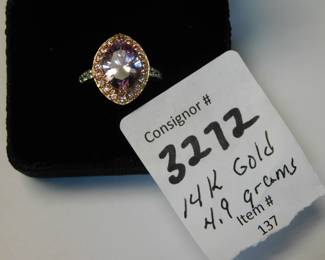 Consignor #
3272
14K Gold
4.9 grams
Item #
137